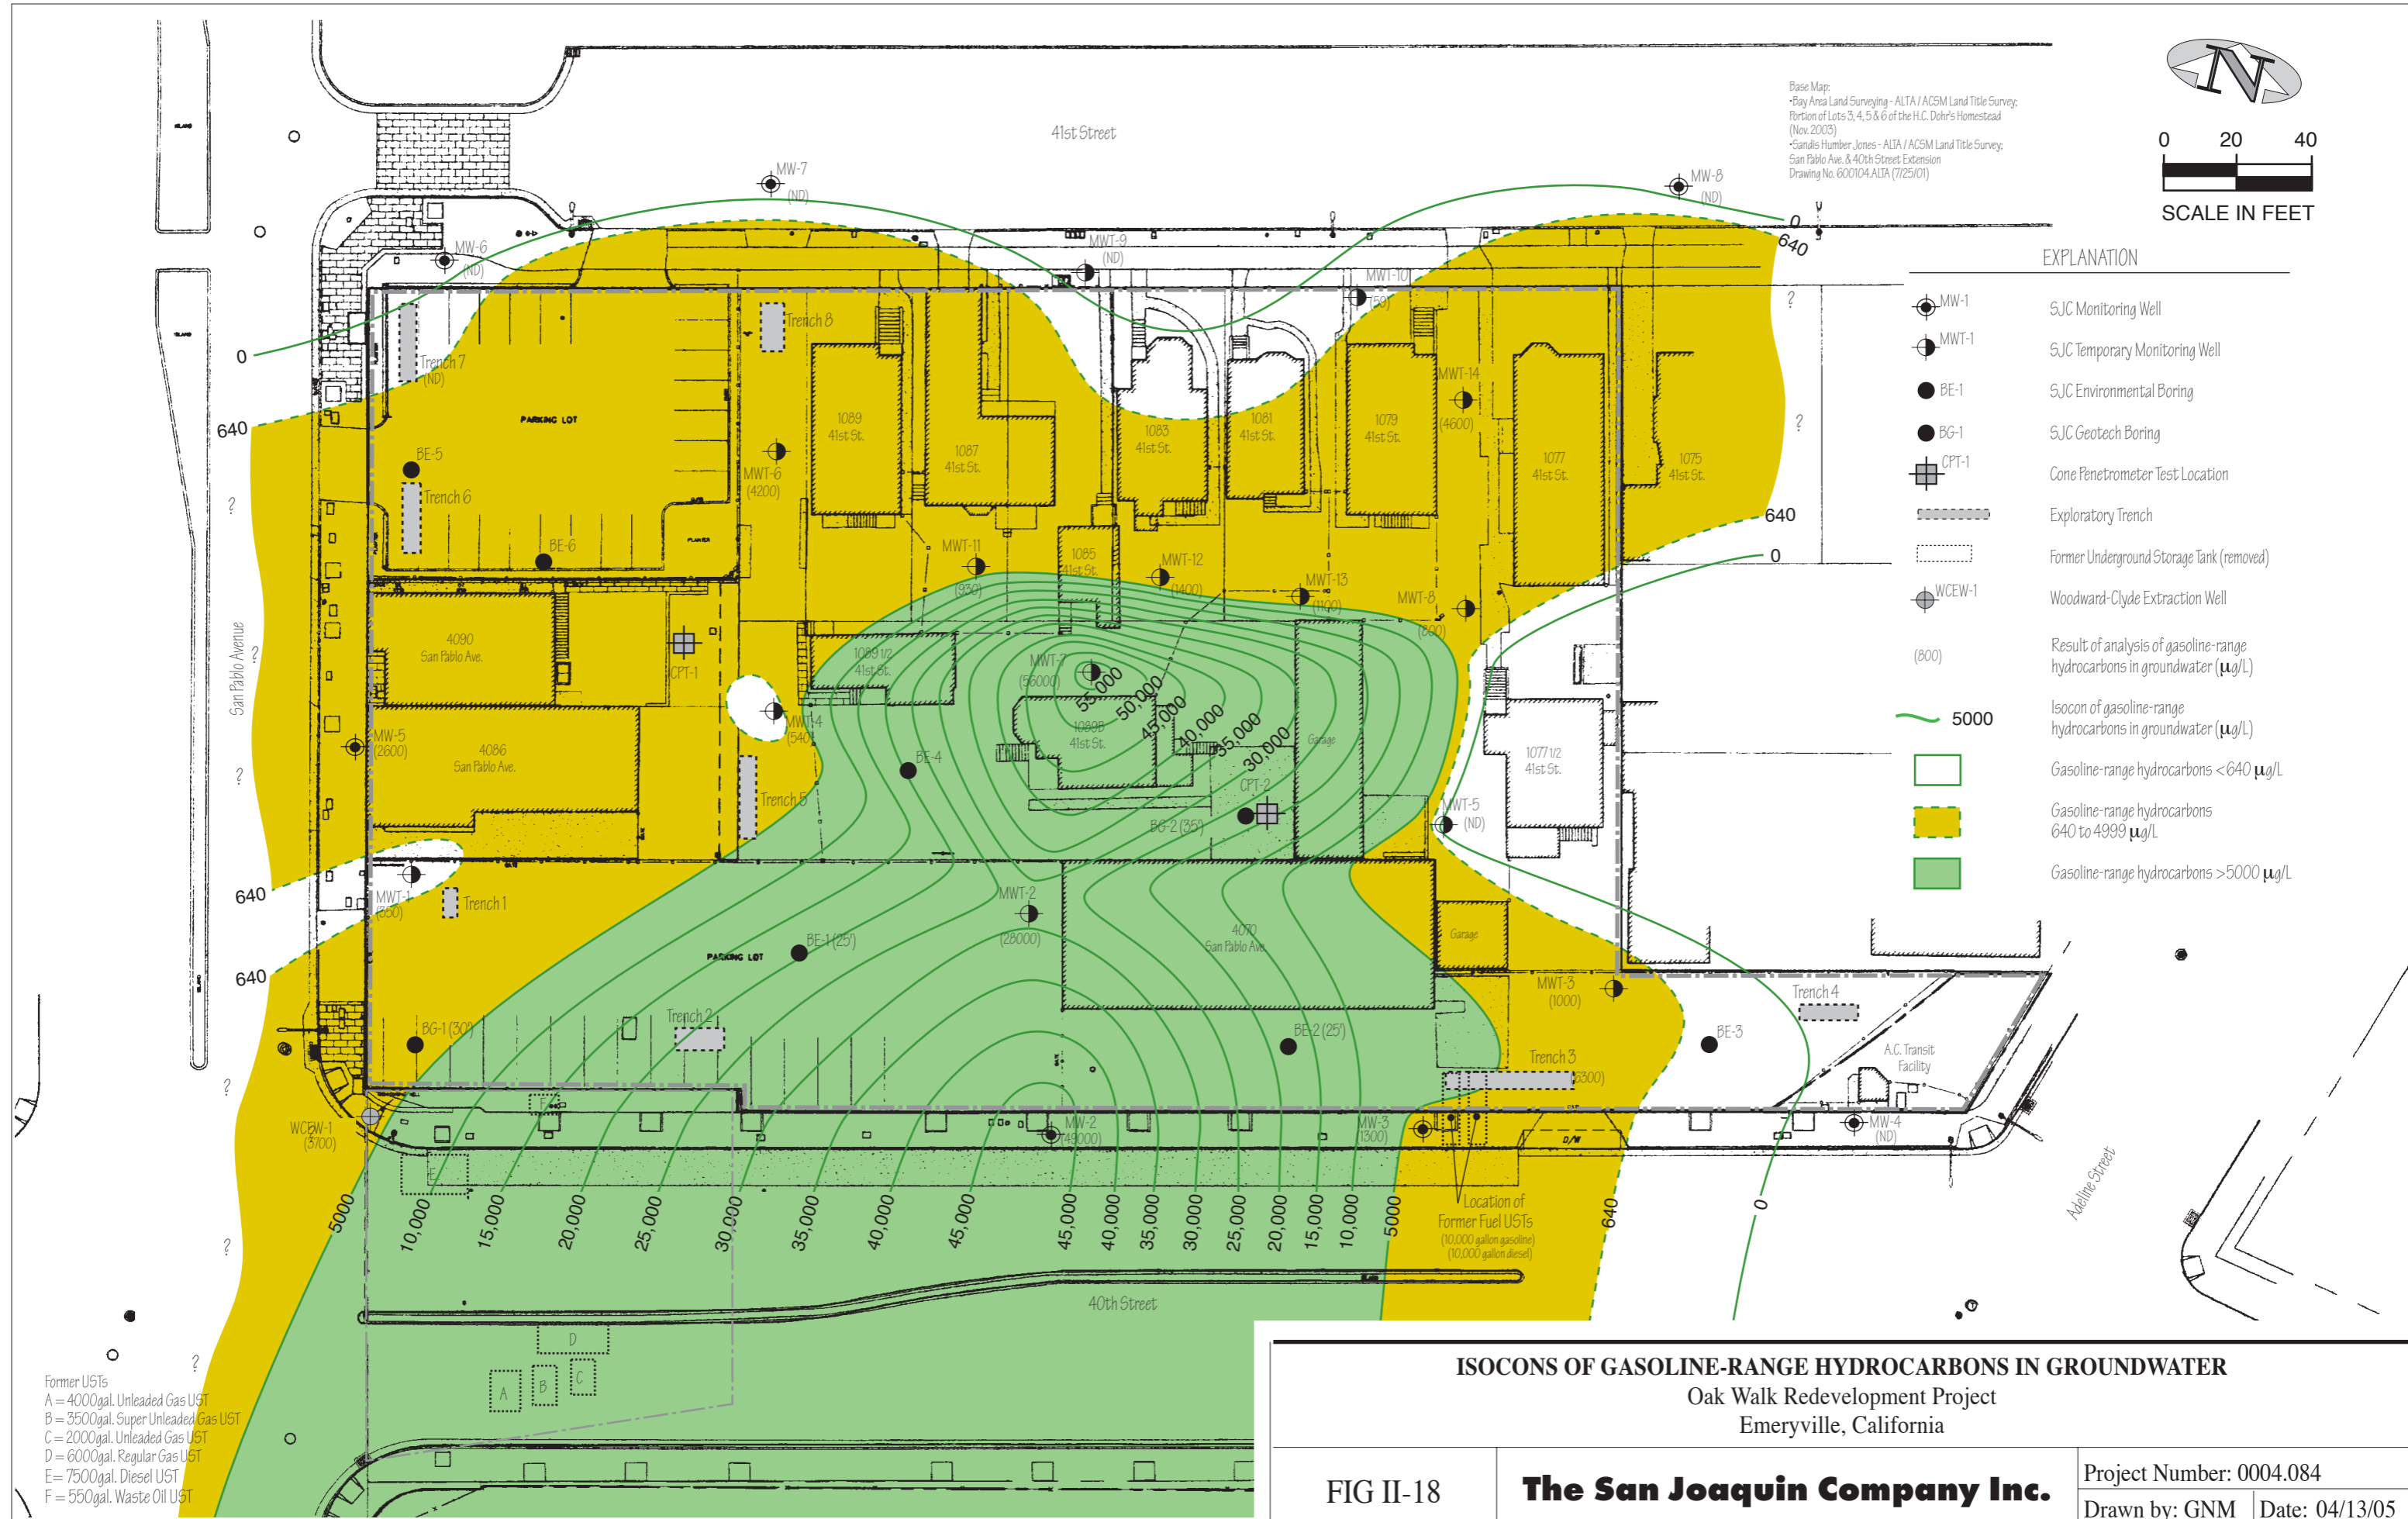 41st Street
Base Map:
•Bay Area Land Surveying - ALTA / ACSM Land Title Survey;
Portion of Lots 3, 4, 5 & 6 of the H.C. Dohr's Homestead
(Nov. 2003)
•Sandis Humber Jones - ALTA / ACSM Land Title Survey;
San Pablo Ave. & 40th Street Extension
Drawing No. 600104.ALTA (7/25/01)
N
0 20 40
SCALE IN FEET
EXPLANATION
MW-1 SJC Monitoring Well
MWT-1 SJC Temporary Monitoring Well
BE-1 SJC Environmental Boring
BG-1 SJC Geotech Boring
CPT-1 Cone Penetrometer Test Location
Exploratory Trench
Former Underground Storage Tank (removed)
WCEW-1 Woodward-Clyde Extraction Well
(800) Result of analysis of gasoline-range
hydrocarbons in groundwater (µg/L)
5000 Isocon of gasoline-range
hydrocarbons in groundwater (µg/L)
Gasoline-range hydrocarbons <640 µg/L
Gasoline-range hydrocarbons
640 to 4999 µg/L
Gasoline-range hydrocarbons >5000 µg/L
ISLAND
ISLAND
ISLAND
MW-7
(ND)
MW-8
(ND)
MW-6
(ND)
MWT-9
(ND)
MWT-10
(50)
0
640
0
640
Trench 7
(ND)
Trench 8
PARKING LOT
1089
41st St.
1087
41st St.
1083
41st St.
1081
41st St.
1079
41st St.
MWT-14
(4600)
1077
41st St.
1075
41st St.
BE-5
Trench 6
BE-6
MWT-6
(4200)
PLANTER
PLANTER
PLANTER
MWT-11
(930)
1085
41st St.
MWT-12
(1400)
MWT-13
(1100)
MWT-8
(800)
640
0
San Pablo Avenue
4090
San Pablo Ave.
CPT-1
1089 1/2
41st St.
MWT-7
(56000)
55,000
50,000
45,000
40,000
35,000
30,000
1089B
41st St.
Garage
1077 1/2
41st St.
MW-5
(2600)
4086
San Pablo Ave.
MWT-4
(540)
Trench 5
BE-4
CPT-2
BG-2 (35')
MWT-5
(ND)
640
MWT-1
(350)
Trench 1
640
MWT-2
(28000)
BE-1 (25')
PARKING LOT
4070
San Pablo Ave.
Garage
MWT-3
(1000)
Trench 4
BE-3
A.C. Transit
Facility
BG-1 (30')
Trench 2
BE-2 (25')
Trench 3
(6300)
WCEW-1
(3700)
F
E
MW-2
(49000)
MW-3
(1300)
D/W
MW-4
(ND)
Adeline Street
5000
10,000
15,000
20,000
25,000
30,000
35,000
40,000
45,000
45,000
40,000
35,000
30,000
25,000
20,000
15,000
10,000
5000
Location of
Former Fuel USTs
(10,000 gallon gasoline)
(10,000 gallon diesel)
640
0
ISLAND
40th Street
D
A
B
C
? ? ? ? ? ? ? ? ?
Former USTs
A = 4000gal. Unleaded Gas UST
B = 3500gal. Super Unleaded Gas UST
C = 2000gal. Unleaded Gas UST
D = 6000gal. Regular Gas UST
E = 7500gal. Diesel UST
F = 550gal. Waste Oil UST
ISOCONS OF GASOLINE-RANGE HYDROCARBONS IN GROUNDWATER
Oak Walk Redevelopment Project
Emeryville, California
FIG II-18
The San Joaquin Company Inc.
Project Number: 0004.084
Drawn by: GNM Date: 04/13/05